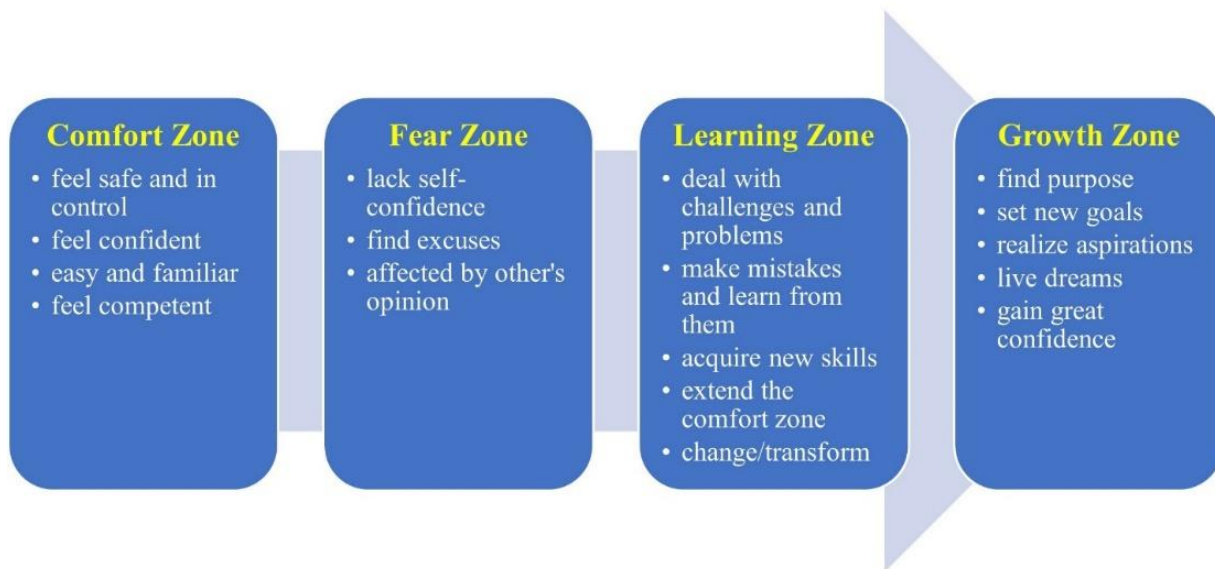 Comfort Zone
• feel safe and in
control
• feel confident
• easy and familiar
• feel competent
Fear Zone
• lack self-
confidence
• find excuses
• affected by other's
opinion
Learning Zone
• deal with
challenges and
problems
• make mistakes
and learn from
them
• acquire new skills
• extend the
comfort zone
• change/transform
Growth Zone
• find purpose
• set new goals
• realize aspirations
• live dreams
• gain great
confidence